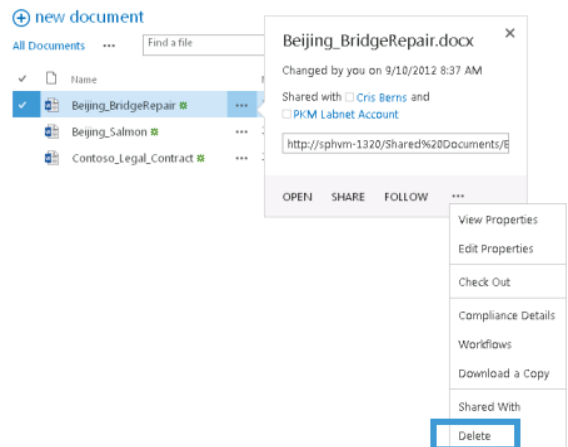 new document
All Documents ...
Find a file
Name
Beijing_BridgeRepair ...
Beijing_Salmon ...
Contoso_Legal_Contract ...
Beijing_BridgeRepair.docx
Changed by you on 9/10/2012 8:37 AM
Shared with Cris Berns and
PKM Labnet Account
http://sphvm-1320/Shared%20Documents/B
OPEN SHARE FOLLOW ...
View Properties
Edit Properties
Check Out
Compliance Details
Workflows
Download a Copy
Shared With
Delete